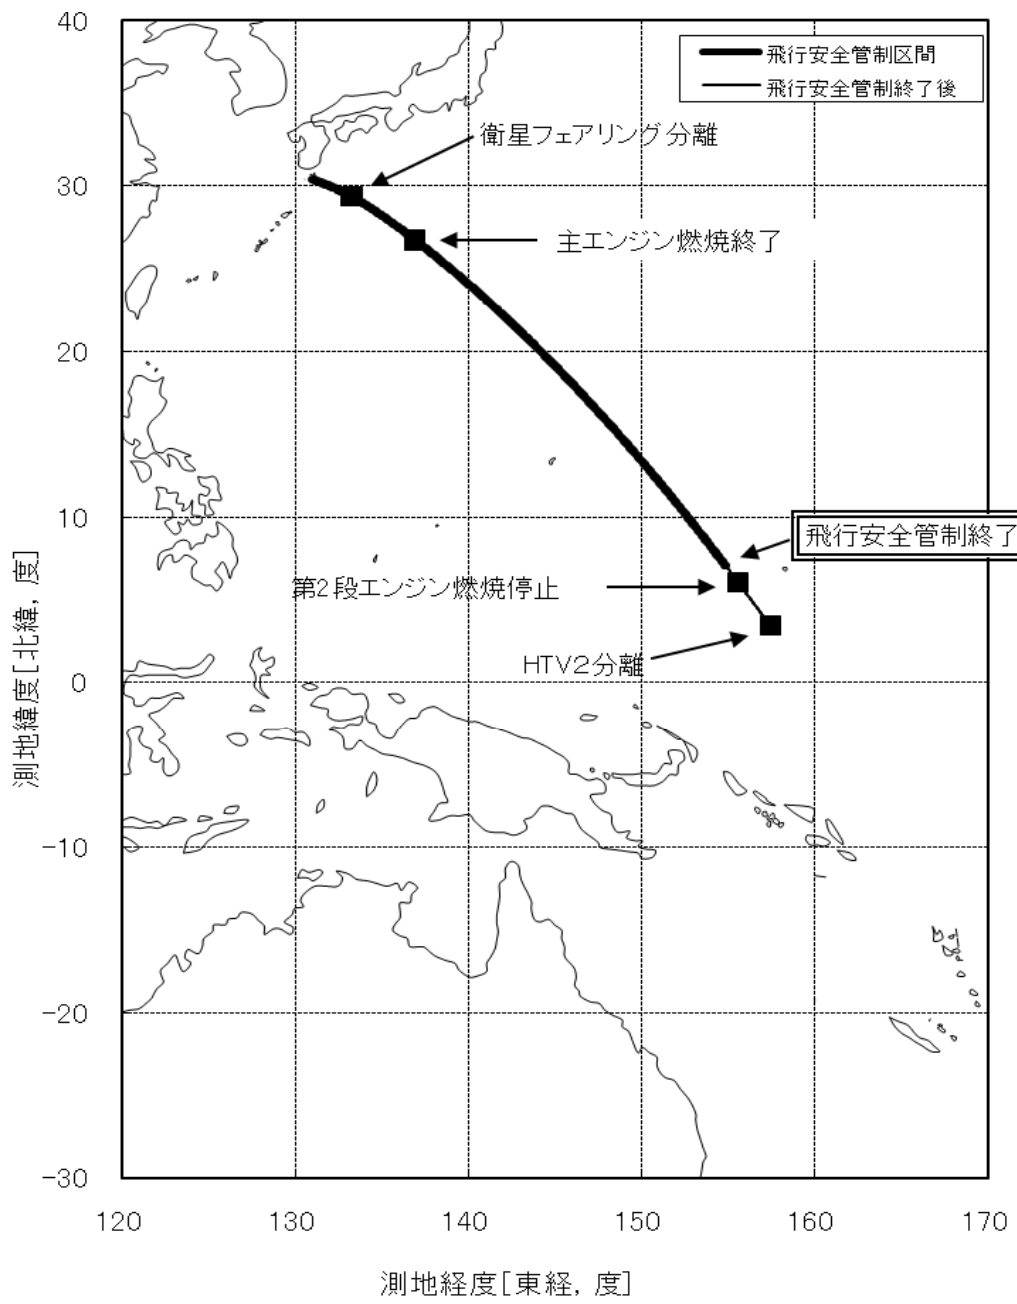 40
飛行安全管制区間
飛行安全管制終了後
衛星フェアリング分離
30
主エンジン燃焼終了
20
10
飛行安全管制終了
第2段エンジン燃焼停止
HTV2分離
0
測地緯度[北緯, 度]
-10
-20
-30
120 130 140 150 160 170
測地経度[東経, 度]